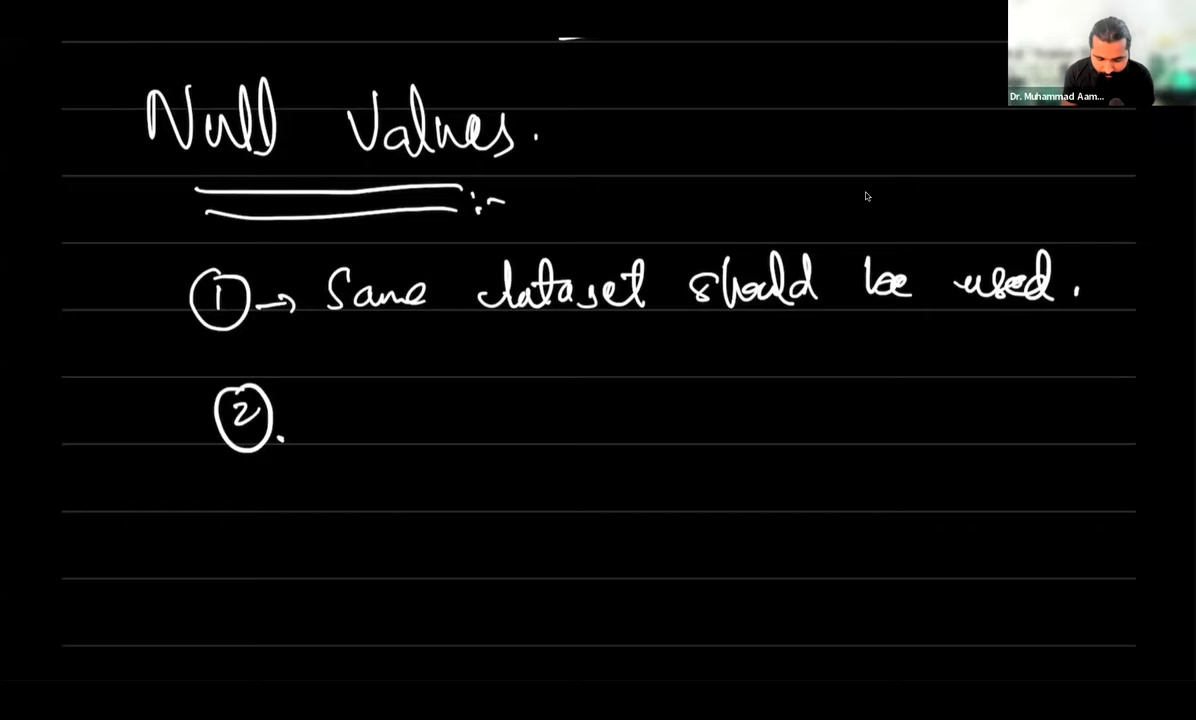 Dr. Muhammad Aam...
Null Values.
:-
① → Same dataset should be used.
②.